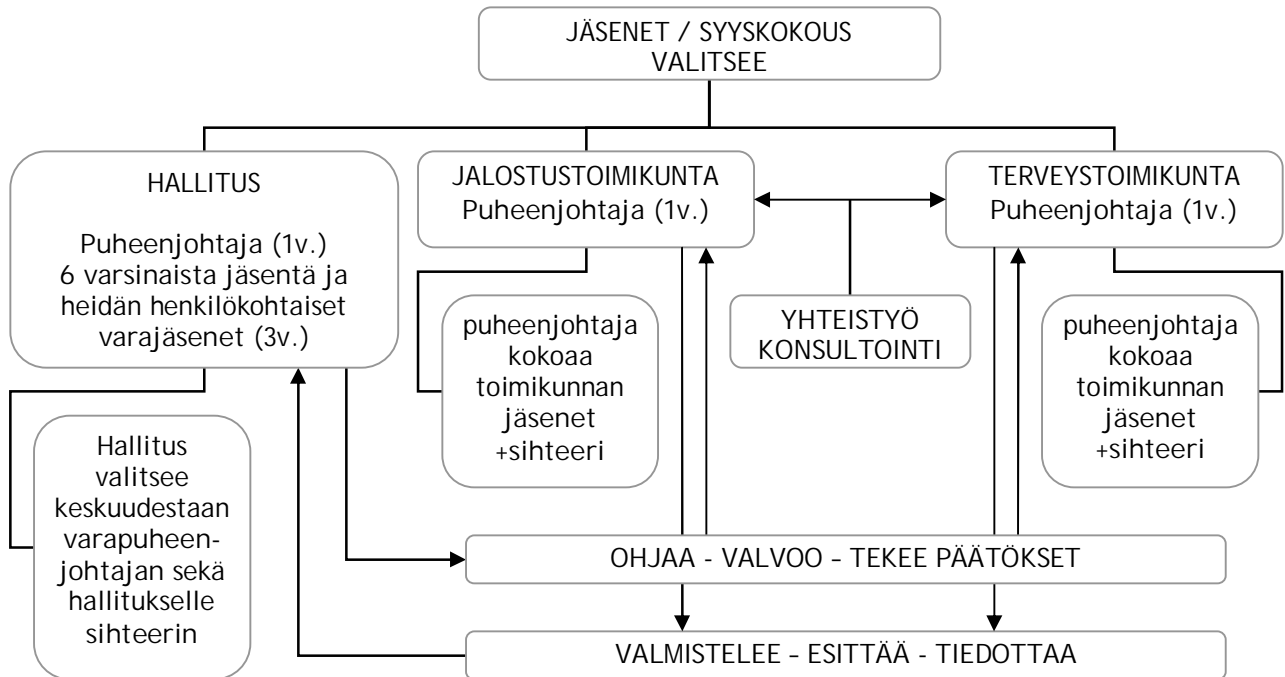 JÄSENET / SYYSKOKOUS
VALITSEE
HALLITUS
Puheenjohtaja (1v.)
6 varsinaista jäsentä ja
heidän henkilökohtaiset
varajäsenet (3v.)
JALOSTUSTOIMIKUNTA
Puheenjohtaja (1v.)
TERVEYSTOIMIKUNTA
Puheenjohtaja (1v.)
puheenjohtaja
kokoaa
toimikunnan
jäsenet
+sihteeri
YHTEISTYÖ
KONSULTOINTI
puheenjohtaja
kokoaa
toimikunnan
jäsenet
+sihteeri
Hallitus
valitsee
keskuudestaan
varapuheen-
johtajan sekä
hallitukselle
sihteerin
OHJAA - VALVOO – TEKEE PÄÄTÖKSET
VALMISTELEE – ESITTÄÄ - TIEDOTTAA